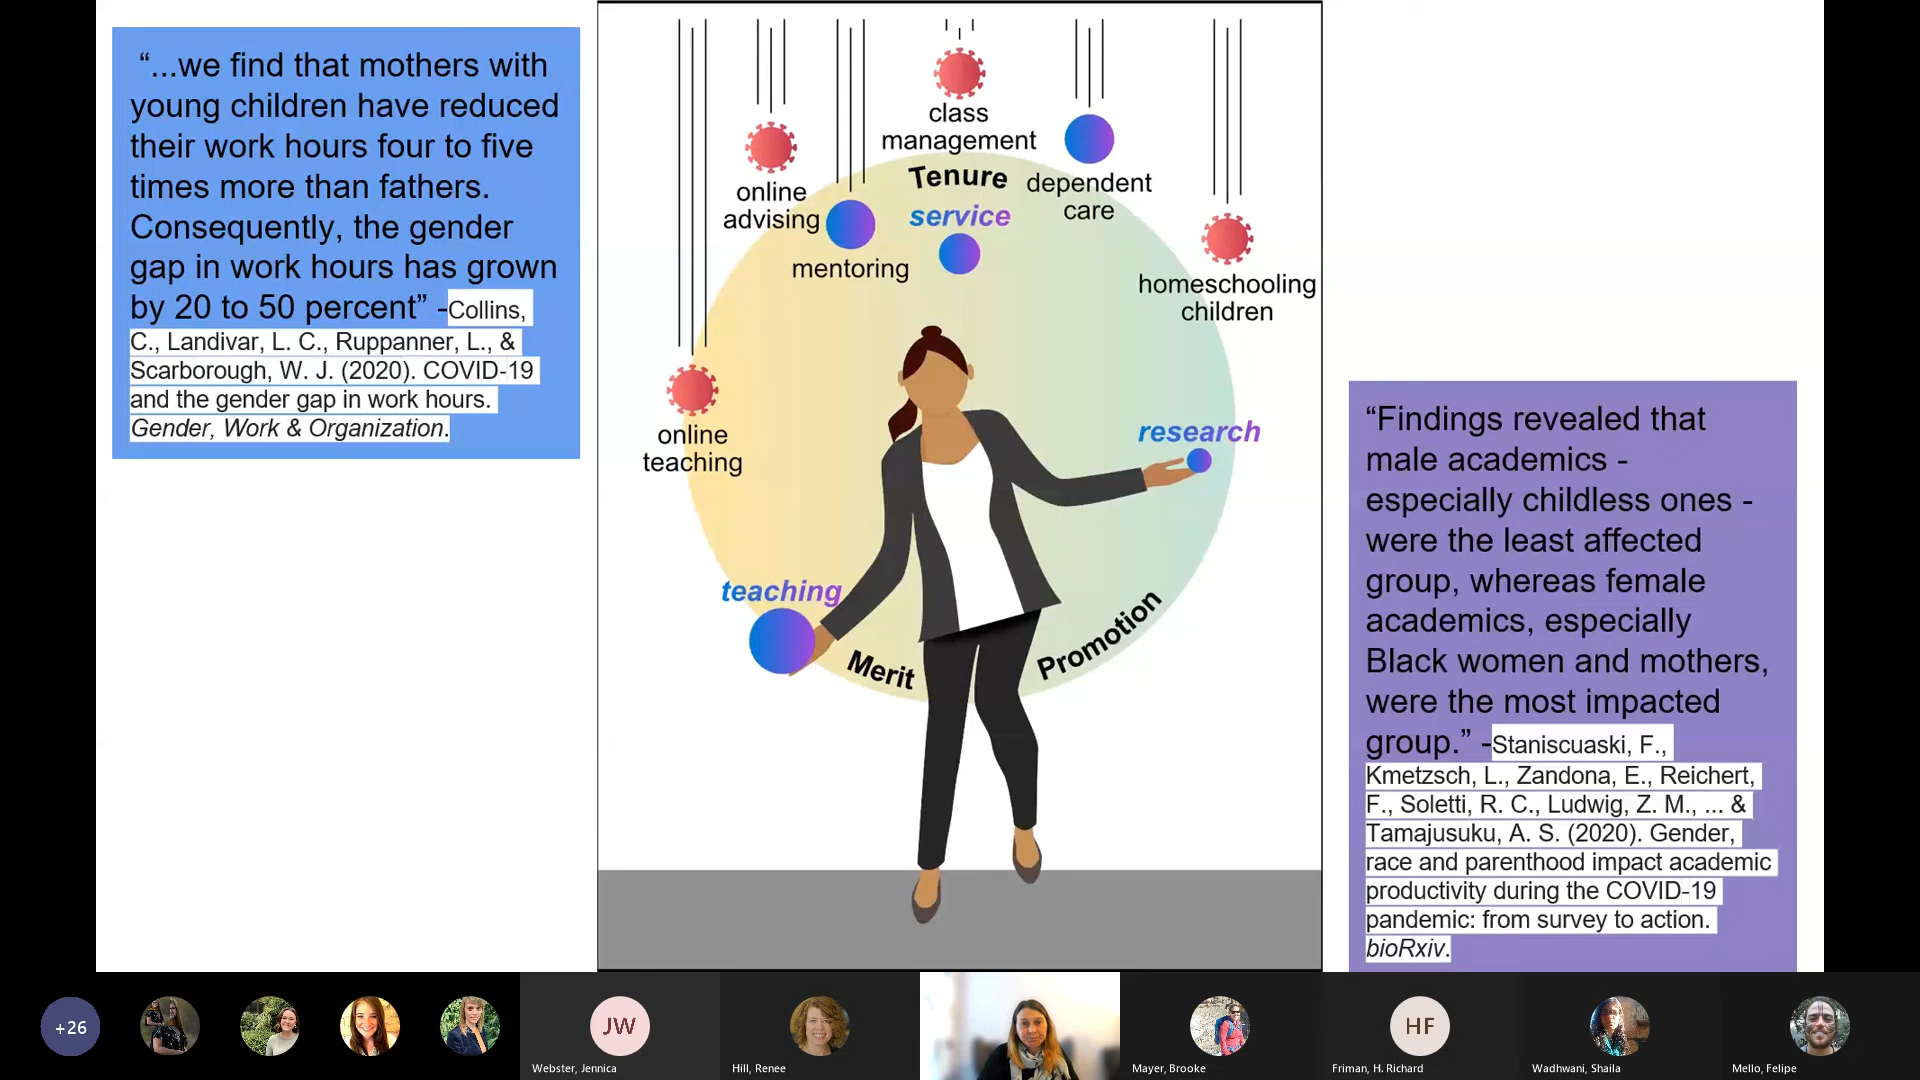 “...we find that mothers with
young children have reduced
their work hours four to five
times more than fathers.
Consequently, the gender
gap in work hours has grown
by 20 to 50 percent” -Collins,
C., Landivar, L. C., Ruppanner, L., &
Scarborough, W. J. (2020). COVID-19
and the gender gap in work hours.
Gender, Work & Organization.
class
management
online
advising
Tenure
dependent
care
service
mentoring
homeschooling
children
online
teaching
research
teaching
Merit
Promotion
“Findings revealed that
male academics -
especially childless ones -
were the least affected
group, whereas female
academics, especially
Black women and mothers,
were the most impacted
group.” -Staniscuaski, F.,
Kmetzsch, L., Zandona, E., Reichert,
F., Soletti, R. C., Ludwig, Z. M., ... &
Tamajusuku, A. S. (2020). Gender,
race and parenthood impact academic
productivity during the COVID-19
pandemic: from survey to action.
bioRxiv.
+26
JW
HF
Webster, Jennica
Hill, Renee
Mayer, Brooke
Friman, H. Richard
Wadhwani, Shaila
Mello, Felipe